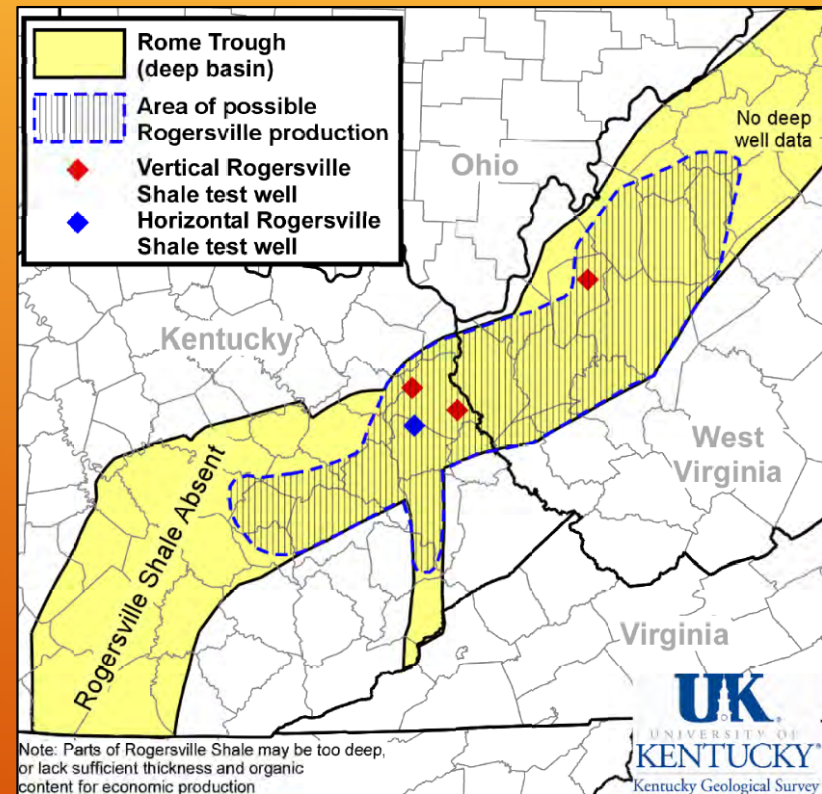 Rome Trough
(deep basin)
Area of possible
Rogersville production
Vertical Rogersville
Shale test well
Horizontal Rogersville
Shale test well
No deep
well data
Ohio
Kentucky
West
Virginia
Rogersville Shale Absent
Virginia
Note: Parts of Rogersville Shale may be too deep,
or lack sufficient thickness and organic
content for economic production
UK
UNIVERSITY OF
KENTUCKY
Kentucky Geological Survey